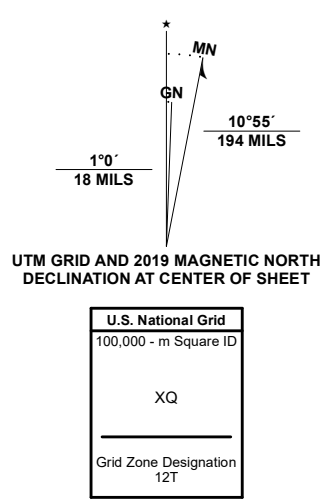 ★
MN
GN
10°55´
194 MILS
1°0´
18 MILS
UTM GRID AND 2019 MAGNETIC NORTH
DECLINATION AT CENTER OF SHEET
U.S. National Grid
100,000 - m Square ID
XQ
Grid Zone Designation
12T